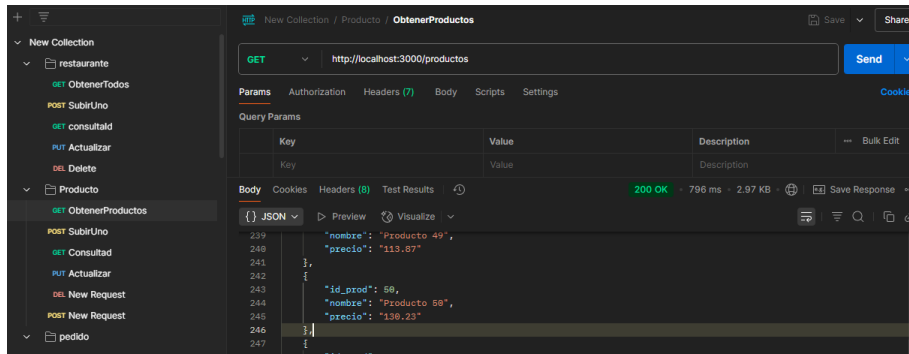 HTTP New Collection / Producto / ObtenerProductos Save Share
New Collection
restaurante
GET ObtenerTodos
POST SubirUno
GET consultaId
PUT Actualizar
DEL Delete
Producto
GET ObtenerProductos
POST SubirUno
GET Consultad
PUT Actualizar
DEL New Request
POST New Request
pedido
GET http://localhost:3000/productos Send
Params Authorization Headers (7) Body Scripts Settings Cookie
Query Params
Key Value Description Bulk Edit
Key Value Description
Body Cookies Headers (8) Test Results 200 OK 796 ms 2.97 KB Save Response
{} JSON Preview Visualize
239 "nombre": "Producto 49",
240 "precio": "113.87"
241 },
242 {
243 "id_prod": 50,
244 "nombre": "Producto 50",
245 "precio": "130.23"
246 },
247 {